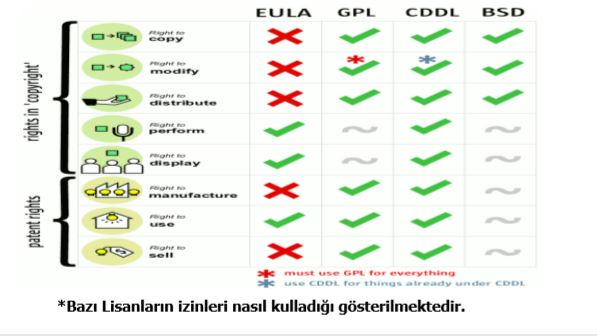 EULA GPL CDDL BSD
rights in 'copyright'
Right to
copy
Right to
modify
Right to
distribute
Right to
perform
Right to
display
patent rights
Right to
manufacture
Right to
use
Right to
sell
* must use GPL for everything
* use CDDL for things already under CDDL
*Bazı Lisanların izinleri nasıl kulladığı gösterilmektedir.